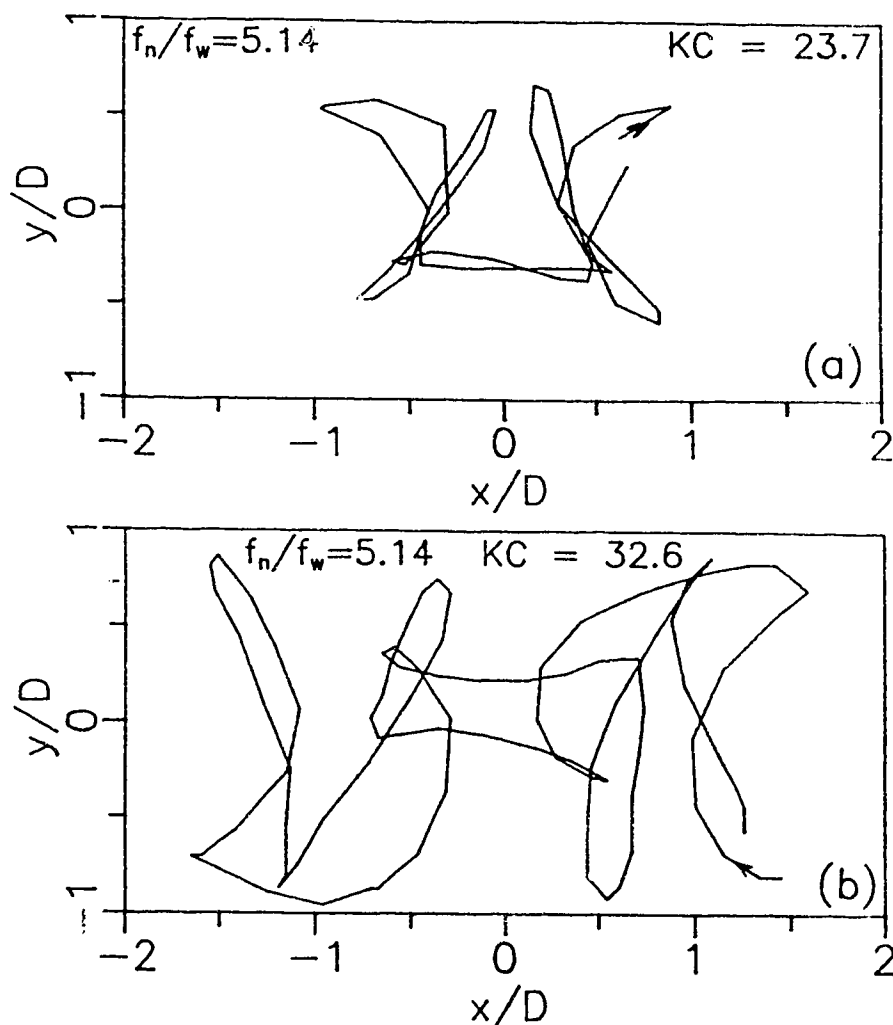 1
f_n/f_w=5.14 KC = 23.7
y/D
0
-1
(a)
-2 -1 0 1 2
x/D
1
f_n/f_w=5.14 KC = 32.6
y/D
0
-1
(b)
-2 -1 0 1 2
x/D